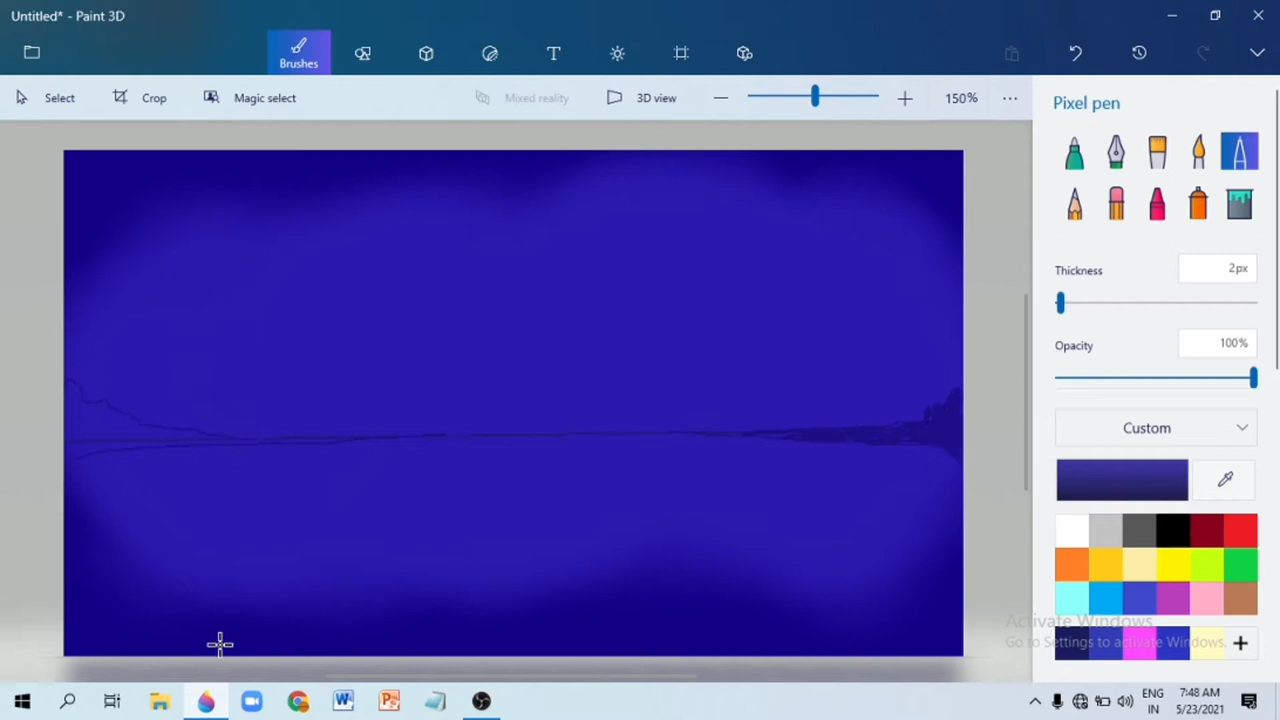 Untitled* - Paint 3D
Brushes
Select
Crop
Magic select
Mixed reality
3D view
150%
Pixel pen
Thickness
2px
Opacity
100%
Custom
Activate Windows
Go to Settings to activate Windows.
7:48 AM
ENG
IN
5/23/2021